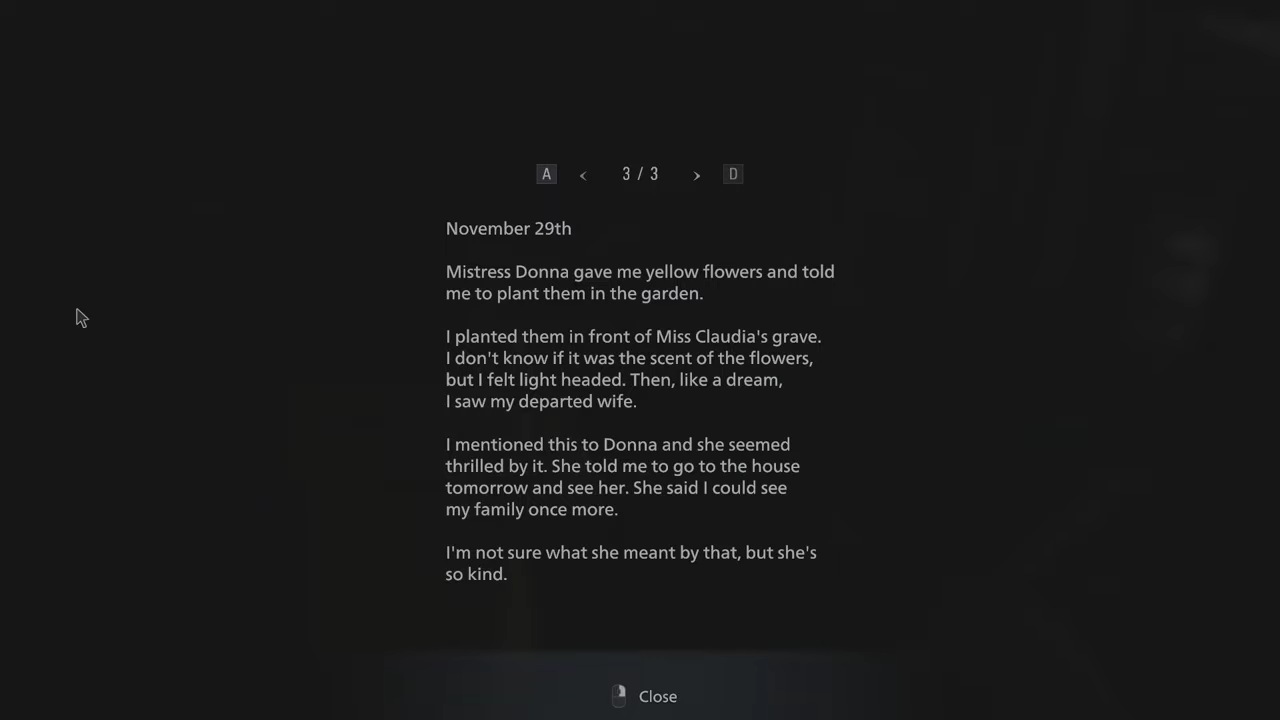 A < 3 / 3 > D
November 29th
Mistress Donna gave me yellow flowers and told
me to plant them in the garden.
I planted them in front of Miss Claudia's grave.
I don't know if it was the scent of the flowers,
but I felt light headed. Then, like a dream,
I saw my departed wife.
I mentioned this to Donna and she seemed
thrilled by it. She told me to go to the house
tomorrow and see her. She said I could see
my family once more.
I'm not sure what she meant by that, but she's
so kind.
Close